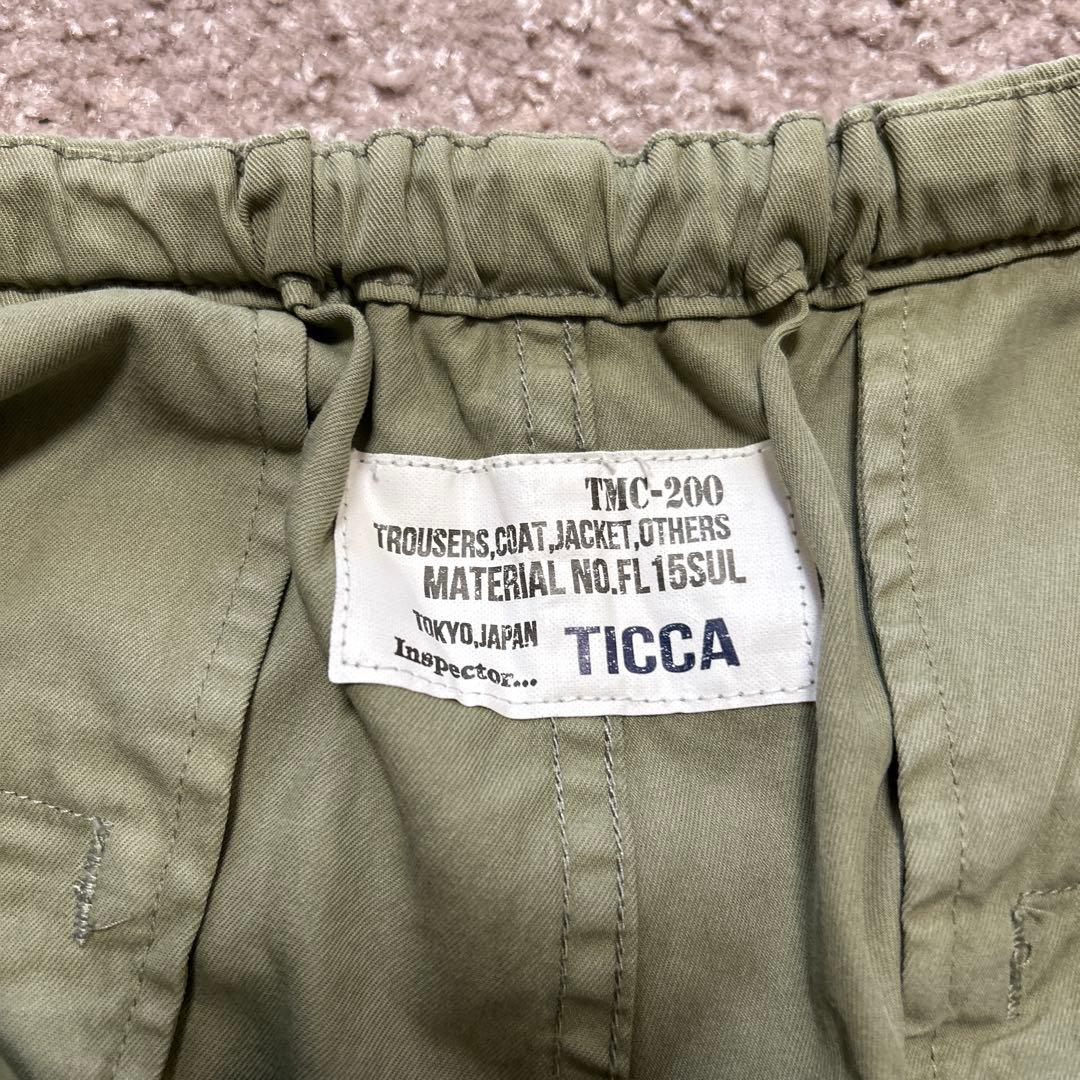 TMC-200
TROUSERS,COAT,JACKET,OTHERS
MATERIAL NO.FL15SUL
TOKYO,JAPAN
Inspector...
TICCA